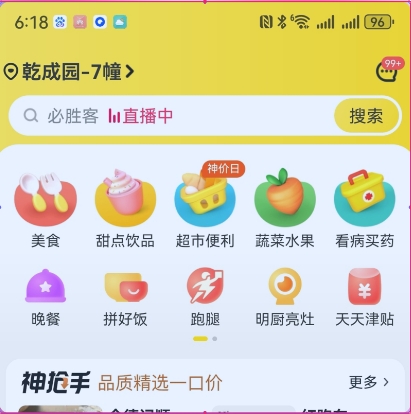 6:18 6 96
乾成园-7幢
99+
必胜客 直播中 搜索
神价日
美食 甜点饮品 超市便利 蔬菜水果 看病买药
晚餐 拼好饭 跑腿 明厨亮灶 天天津贴
神抢手 品质精选一口价 更多